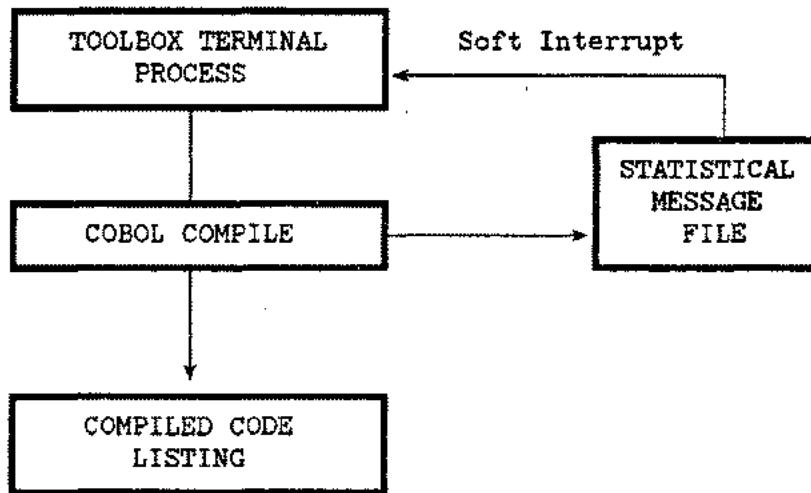 TOOLBOX TERMINAL
PROCESS
Soft Interrupt
STATISTICAL
MESSAGE
FILE
COBOL COMPILE
COMPILED CODE
LISTING